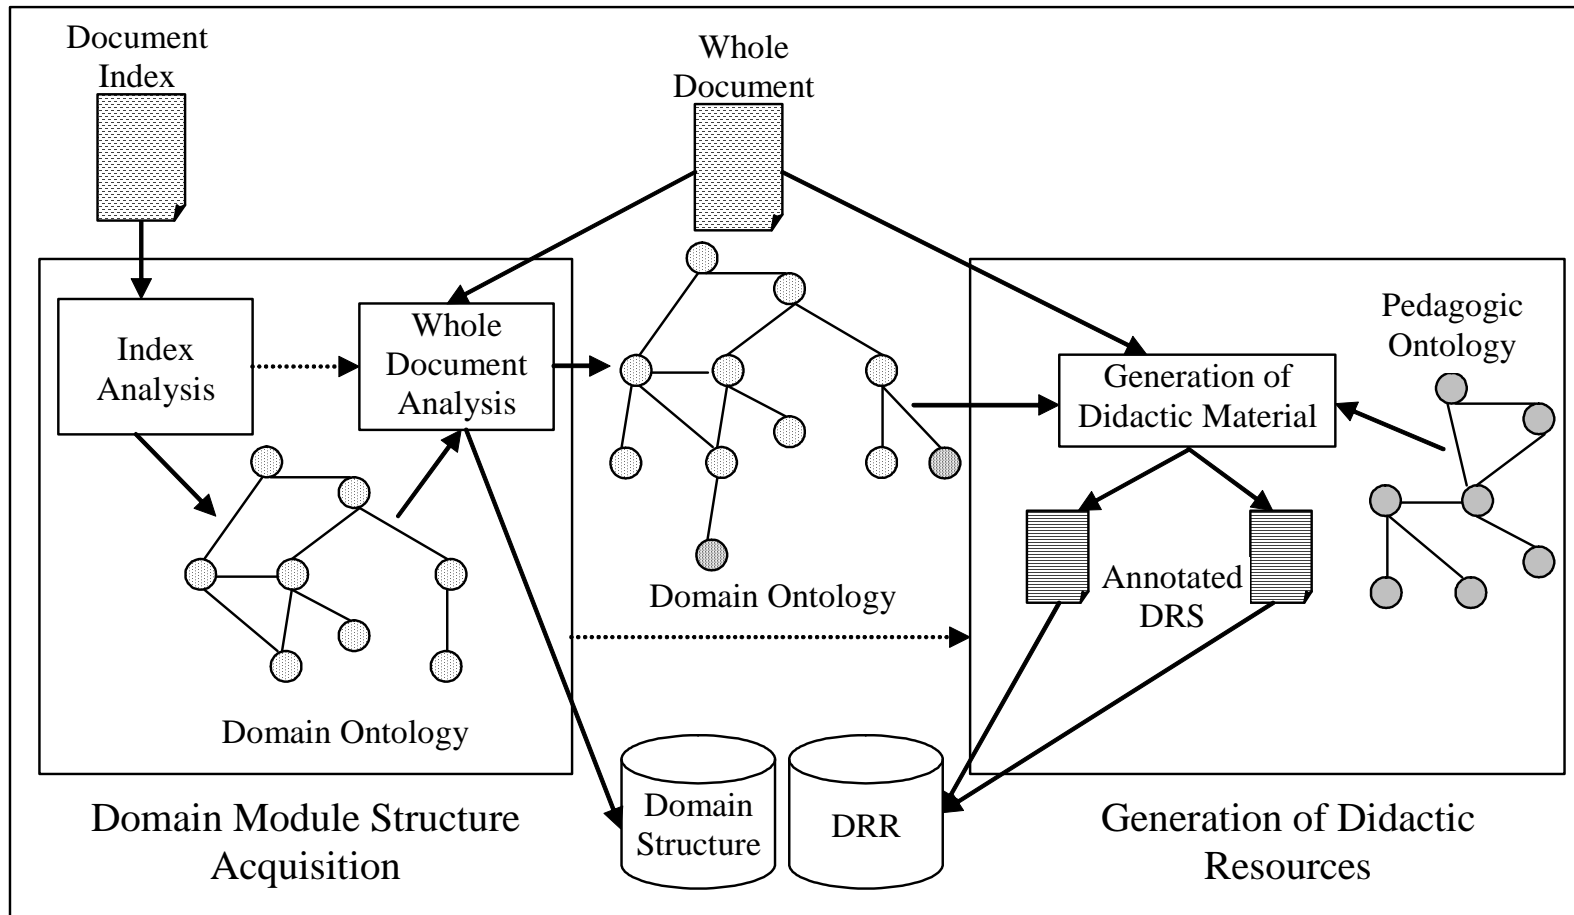 Document
Index
Whole
Document
Index
Analysis
Whole
Document
Analysis
Pedagogic
Ontology
Generation of
Didactic Material
Annotated
DRS
Domain Ontology
Domain Ontology
Domain
Structure
DRR
Domain Module Structure
Acquisition
Generation of Didactic
Resources